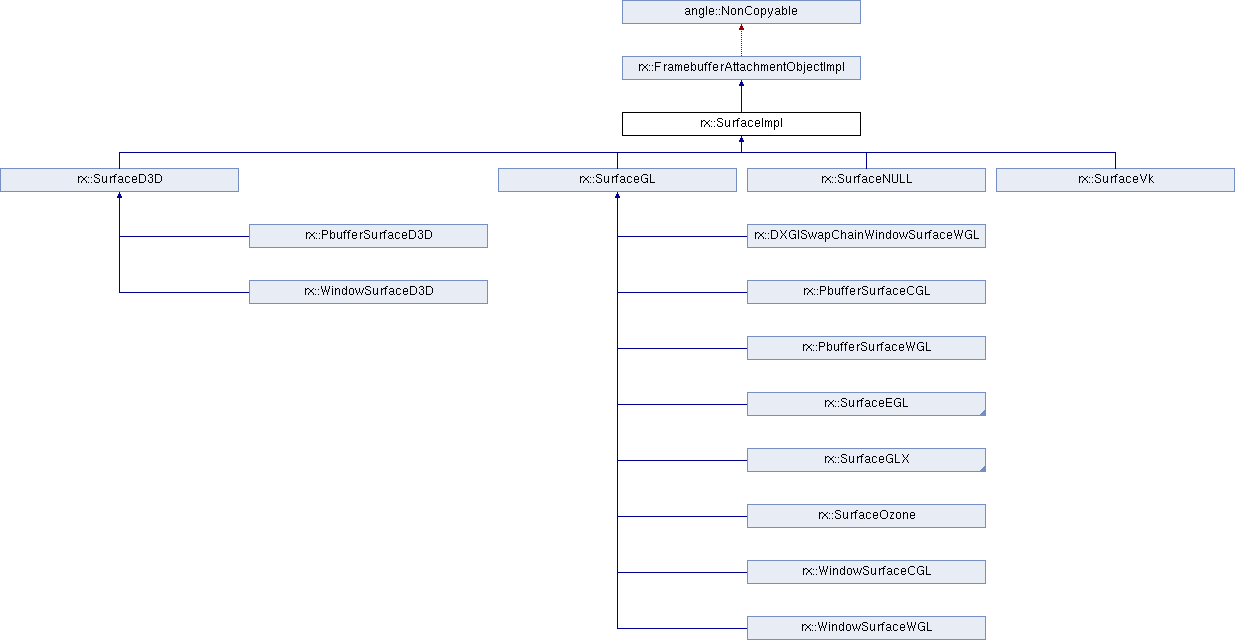 angle::NonCopyable
rx::FramebufferAttachmentObjectImpl
rx::SurfaceImpl
rx::SurfaceD3D
rx::SurfaceGL
rx::SurfaceNULL
rx::SurfaceVk
rx::PbufferSurfaceD3D
rx::DXGISwapChainWindowSurfaceWGL
rx::WindowSurfaceD3D
rx::PbufferSurfaceCGL
rx::PbufferSurfaceWGL
rx::SurfaceEGL
rx::SurfaceGLX
rx::SurfaceOzone
rx::WindowSurfaceCGL
rx::WindowSurfaceWGL